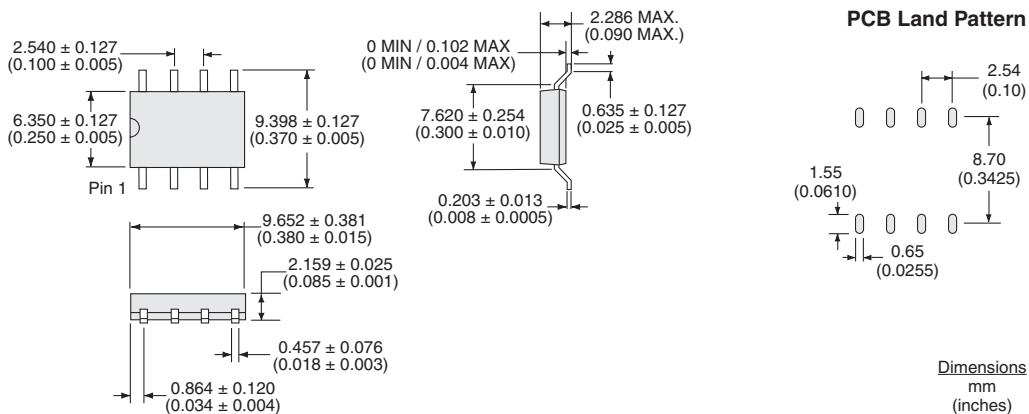 2.540 ± 0.127
(0.100 ± 0.005)
6.350 ± 0.127
(0.250 ± 0.005)
9.398 ± 0.127
(0.370 ± 0.005)
Pin 1
9.652 ± 0.381
(0.380 ± 0.015)
2.159 ± 0.025
(0.085 ± 0.001)
0.457 ± 0.076
(0.018 ± 0.003)
0.864 ± 0.120
(0.034 ± 0.004)
2.286 MAX.
(0.090 MAX.)
0 MIN / 0.102 MAX
(0 MIN / 0.004 MAX)
7.620 ± 0.254
(0.300 ± 0.010)
0.635 ± 0.127
(0.025 ± 0.005)
0.203 ± 0.013
(0.008 ± 0.0005)
PCB Land Pattern
2.54
(0.10)
8.70
(0.3425)
1.55
(0.0610)
0.65
(0.0255)
Dimensions
mm
(inches)